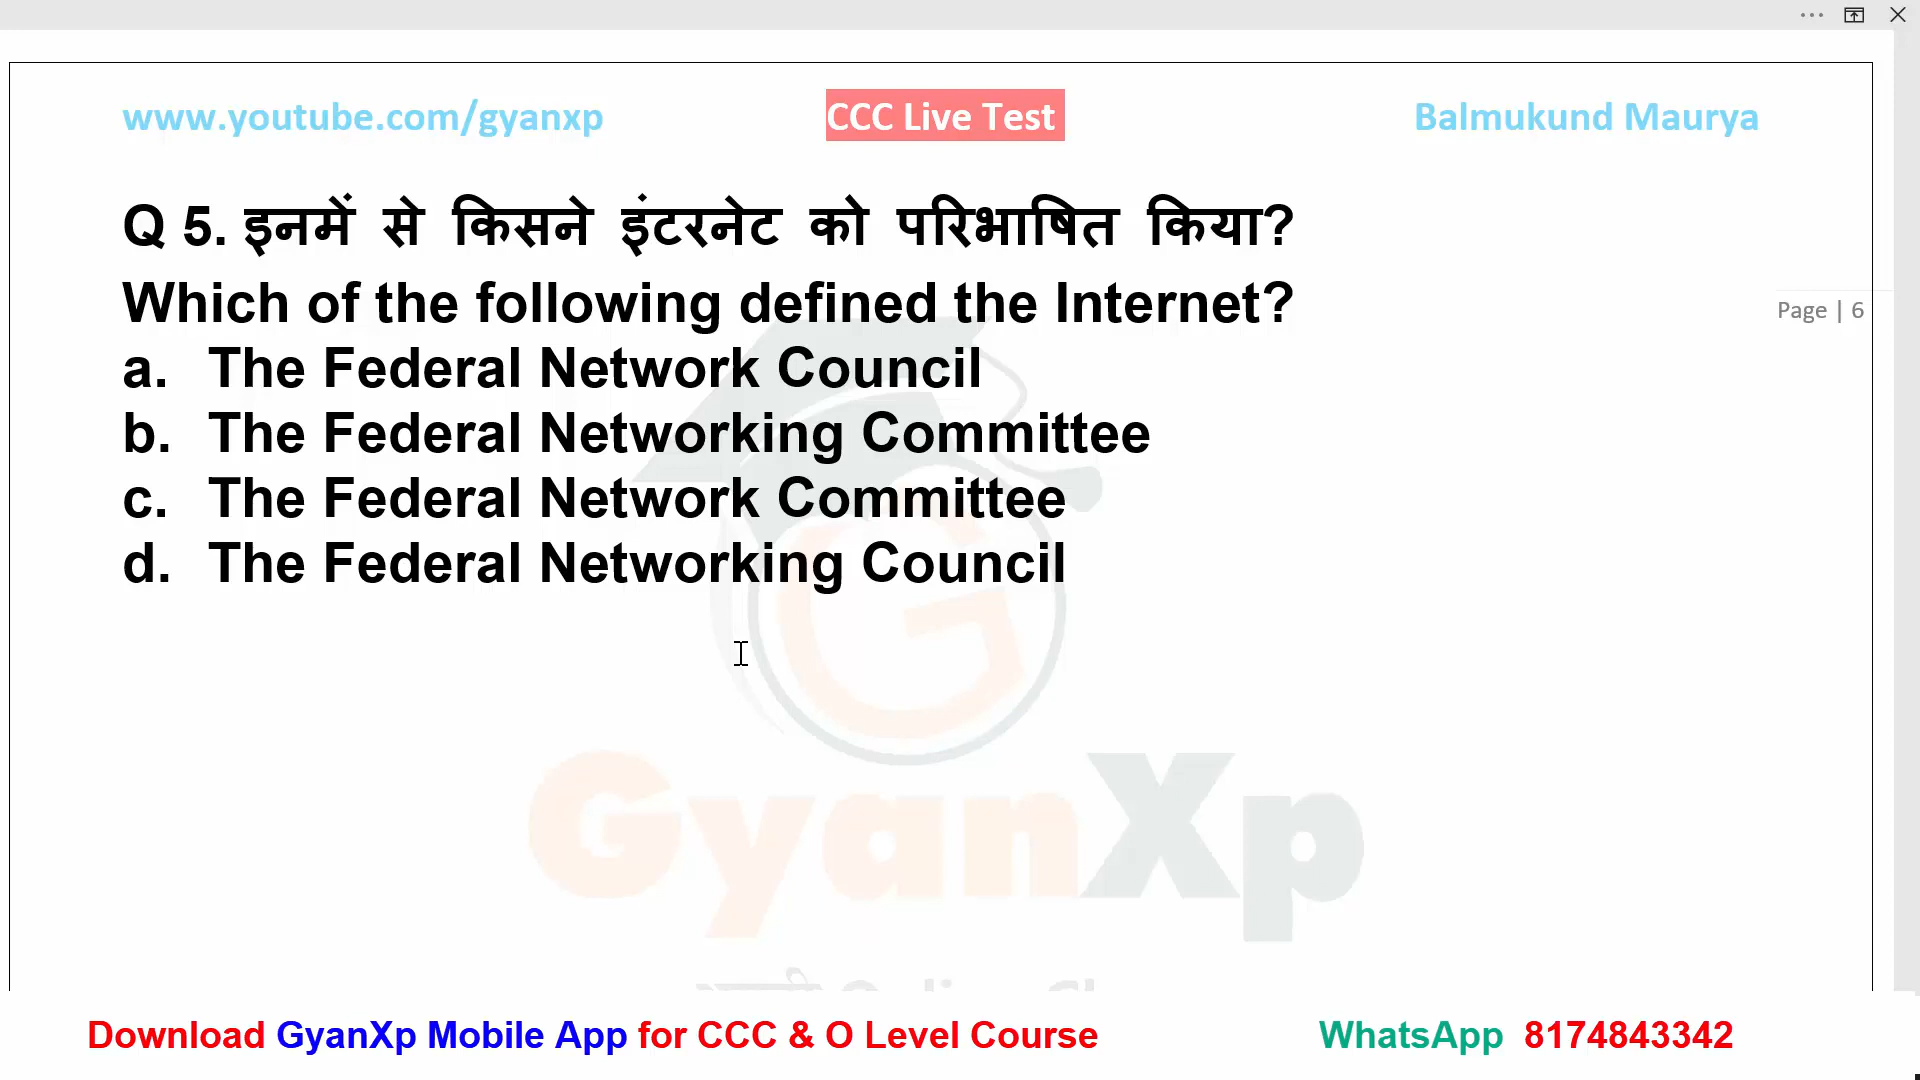 www.youtube.com/gyanxp CCC Live Test Balmukund Maurya
Q 5. इनमें से किसने इंटरनेट को परिभाषित किया?
Which of the following defined the Internet?
Page | 6
a. The Federal Network Council
b. The Federal Networking Committee
c. The Federal Network Committee
d. The Federal Networking Council
GyanXp
Download GyanXp Mobile App for CCC & O Level Course WhatsApp 8174843342